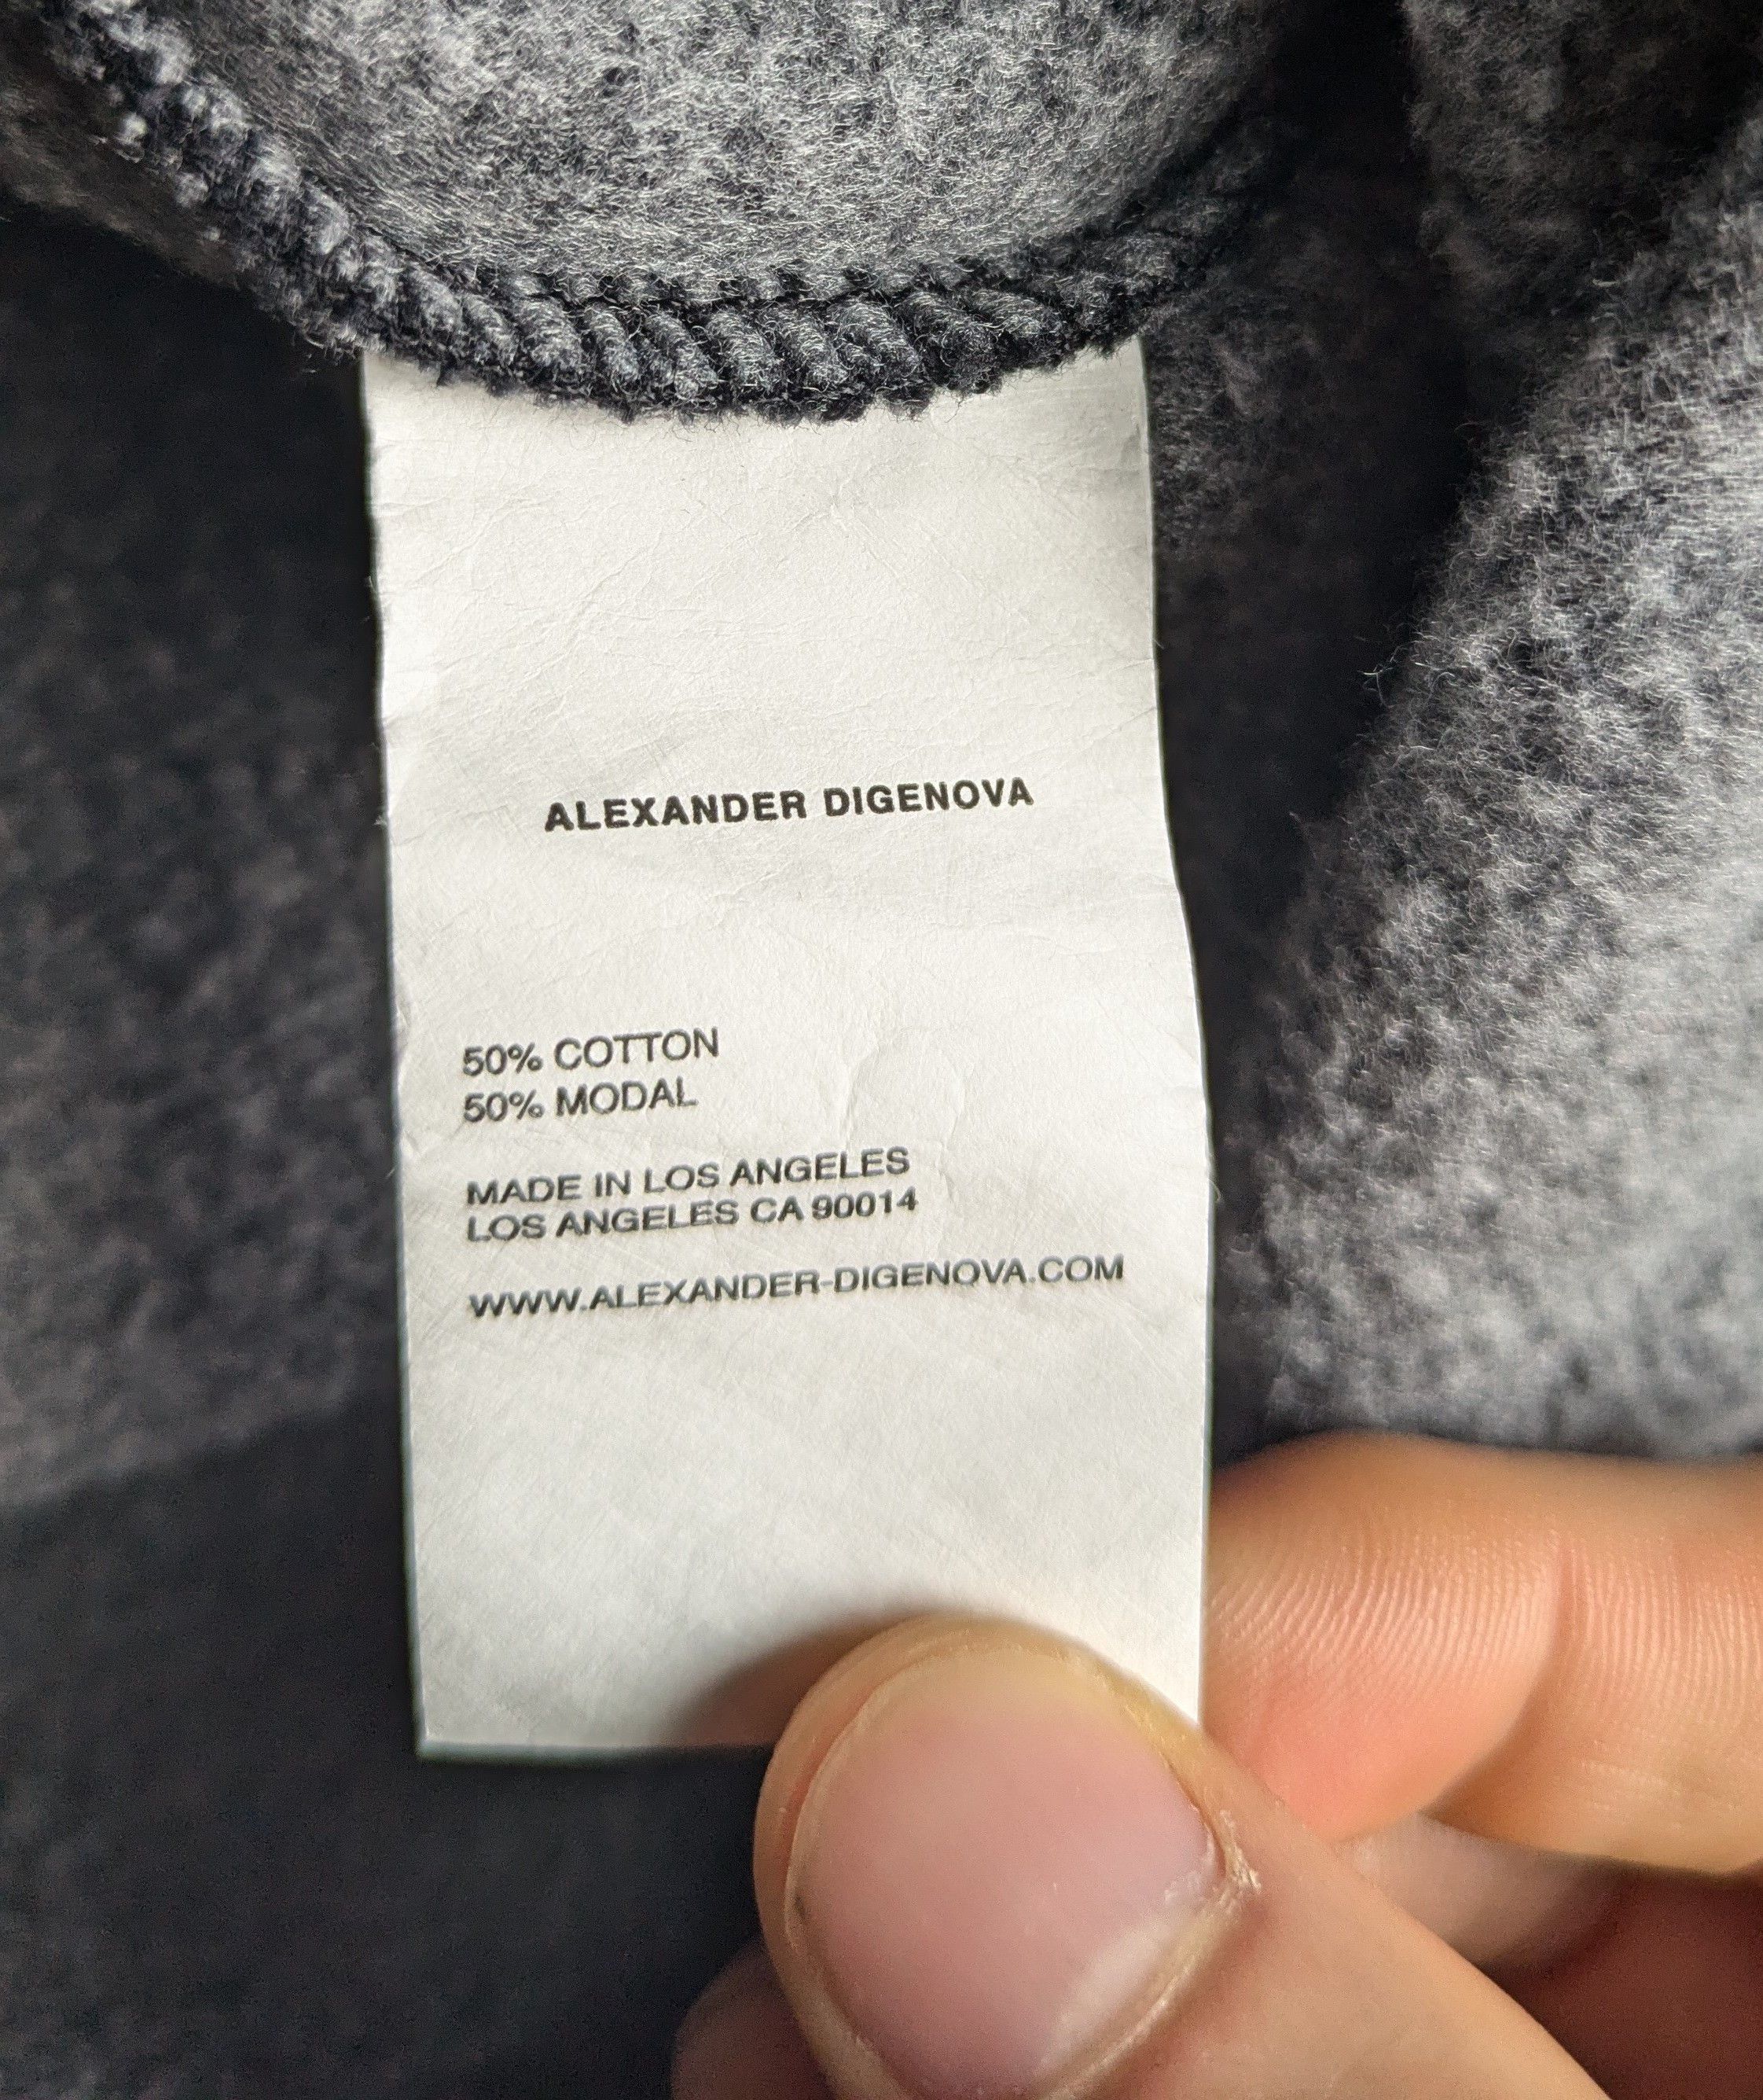 ALEXANDER DIGENOVA
50% COTTON
50% MODAL
MADE IN LOS ANGELES
LOS ANGELES CA 90014
WWW.ALEXANDER-DIGENOVA.COM